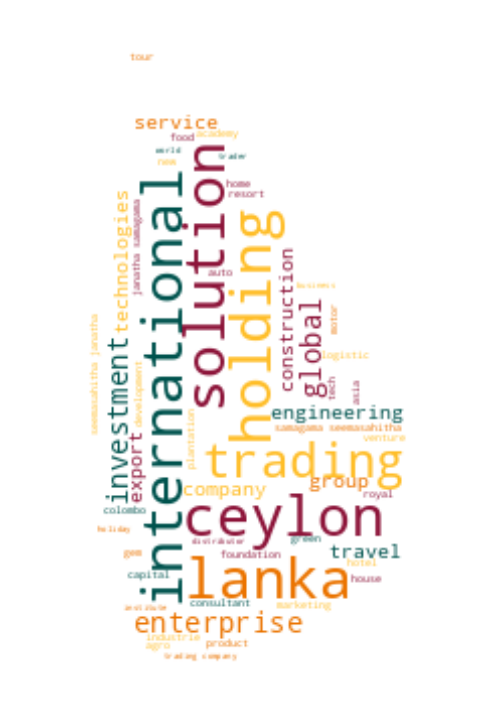 tour
service
food
academy
world
trader
new
home
resort
solution
international
holding
technologies
janatha samagama
auto
construction
global
business
motor
logistic
tech
asia
seemasahitha janatha
investment
development
export
plantation
engineering
samagama seemasahitha
venture
trading
company
group
royal
ceylon
colombo
holiday
distributor
green
gem
foundation
travel
hotel
capital
lanka
house
institute
consultant
marketing
enterprise
industrie
agro
product
trading company